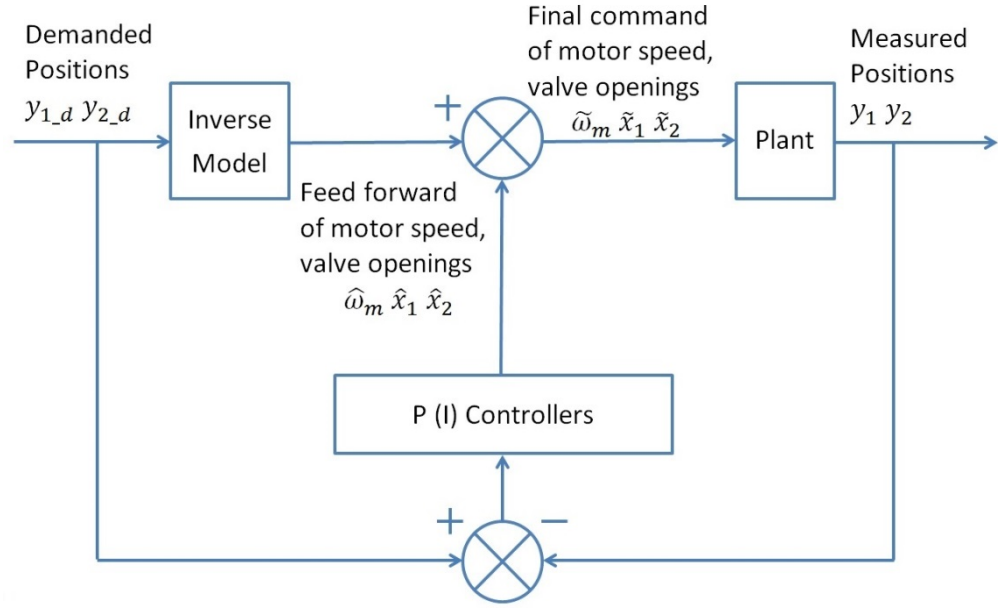 Demanded
Positions
y₁_d y₂_d
Inverse
Model
+
Feed forward
of motor speed,
valve openings
ω̂ₘ x̂₁ x̂₂
Final command
of motor speed,
valve openings
ω̃ₘ x̃₁ x̃₂
Plant
Measured
Positions
y₁ y₂
P (I) Controllers
+ −